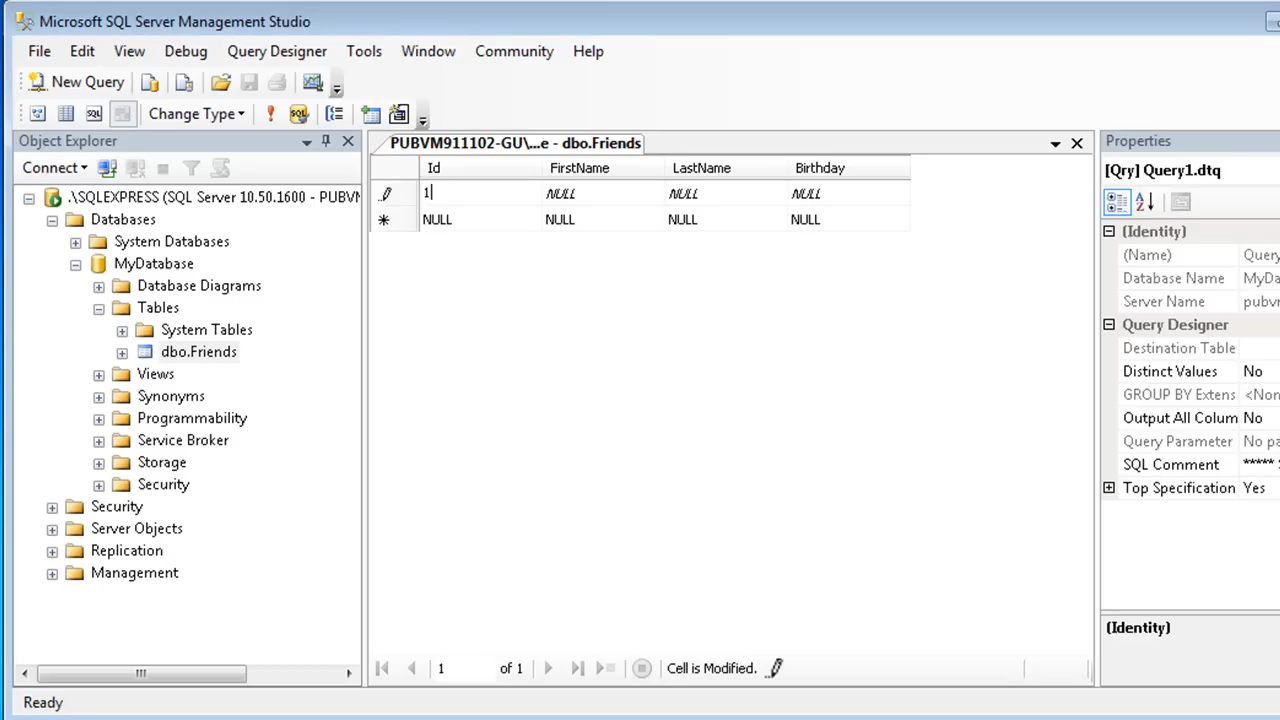 Microsoft SQL Server Management Studio
File Edit View Debug Query Designer Tools Window Community Help
New Query
Change Type
Object Explorer
Connect
.\SQLEXPRESS (SQL Server 10.50.1600 - PUBVM
Databases
System Databases
MyDatabase
Database Diagrams
Tables
System Tables
dbo.Friends
Views
Synonyms
Programmability
Service Broker
Storage
Security
Security
Server Objects
Replication
Management
PUBVM911102-GU\...e - dbo.Friends
Id FirstName LastName Birthday
1 NULL NULL NULL
NULL NULL NULL NULL
1 of 1 Cell is Modified.
Properties
[Qry] Query1.dtq
(Identity)
(Name) Query
Database Name MyDa
Server Name pubvr
Query Designer
Destination Table
Distinct Values No
GROUP BY Extens <Non
Output All Colum No
Query Parameter No pa
SQL Comment *****
Top Specification Yes
(Identity)
Ready